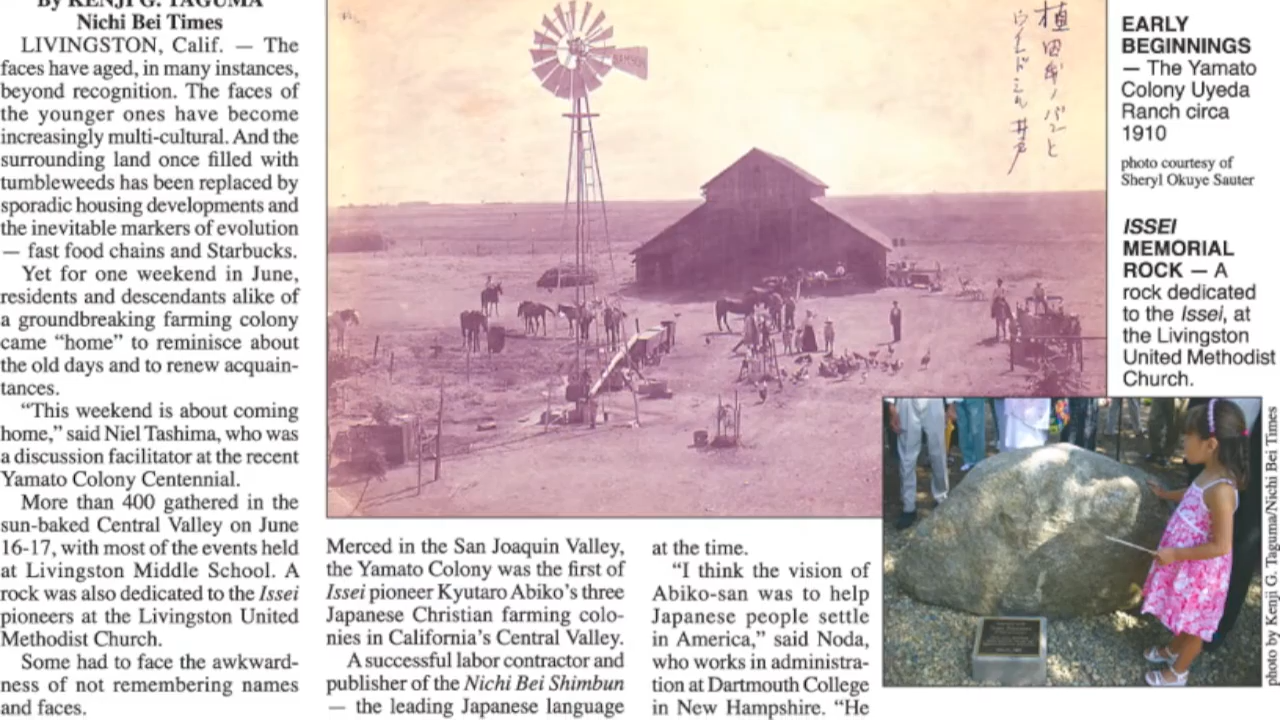 By KENJI G. TAGUMA
Nichi Bei Times
LIVINGSTON, Calif. — The
faces have aged, in many instances,
beyond recognition. The faces of
the younger ones have become
increasingly multi-cultural. And the
surrounding land once filled with
tumbleweeds has been replaced by
sporadic housing developments and
the inevitable markers of evolution
— fast food chains and Starbucks.
Yet for one weekend in June,
residents and descendants alike of
a groundbreaking farming colony
came “home” to reminisce about
the old days and to renew acquain-
tances.
“This weekend is about coming
home,” said Niel Tashima, who was
a discussion facilitator at the recent
Yamato Colony Centennial.
More than 400 gathered in the
sun-baked Central Valley on June
16-17, with most of the events held
at Livingston Middle School. A
rock was also dedicated to the Issei
pioneers at the Livingston United
Methodist Church.
Some had to face the awkward-
ness of not remembering names
and faces.
Merced in the San Joaquin Valley,
the Yamato Colony was the first of
Issei pioneer Kyutaro Abiko’s three
Japanese Christian farming colo-
nies in California’s Central Valley.
A successful labor contractor and
publisher of the Nichi Bei Shimbun
— the leading Japanese language
at the time.
“I think the vision of
Abiko-san was to help
Japanese people settle
in America,” said Noda,
who works in administra-
tion at Dartmouth College
in New Hampshire. “He
EARLY
BEGINNINGS
— The Yamato
Colony Uyeda
Ranch circa
1910
photo courtesy of
Sheryl Okuye Sauter
ISSEI
MEMORIAL
ROCK — A
rock dedicated
to the Issei, at
the Livingston
United Methodist
Church.
photo by Kenji G. Taguma/Nichi Bei Times